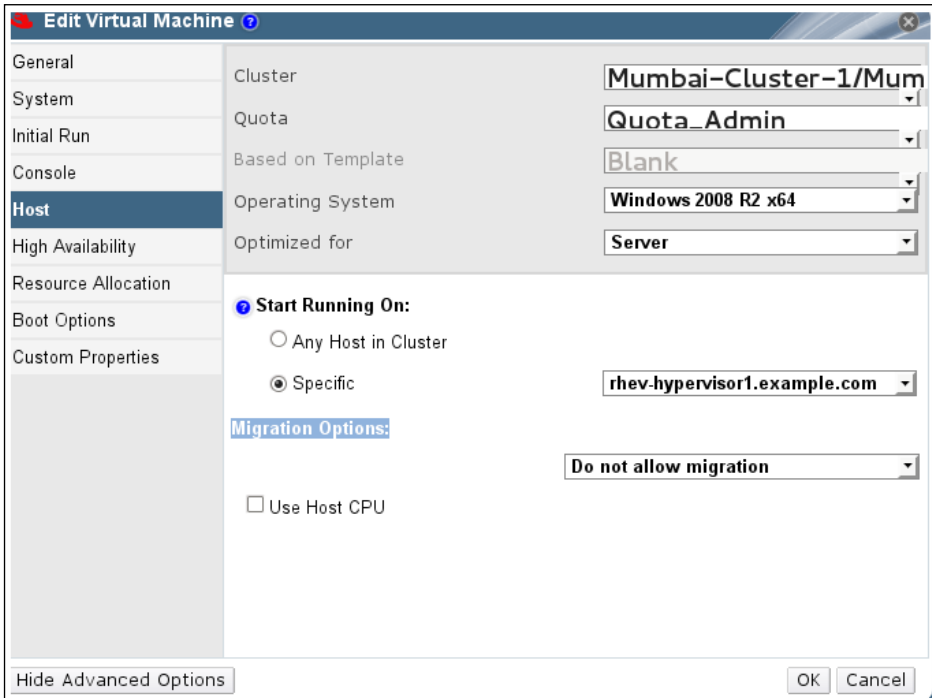 Edit Virtual Machine
General
System
Initial Run
Console
Host
High Availability
Resource Allocation
Boot Options
Custom Properties
Cluster Mumbai-Cluster-1/Mum
Quota Quota_Admin
Based on Template Blank
Operating System Windows 2008 R2 x64
Optimized for Server
Start Running On:
Any Host in Cluster
Specific rhev-hypervisor1.example.com
Migration Options:
Do not allow migration
Use Host CPU
Hide Advanced Options OK Cancel